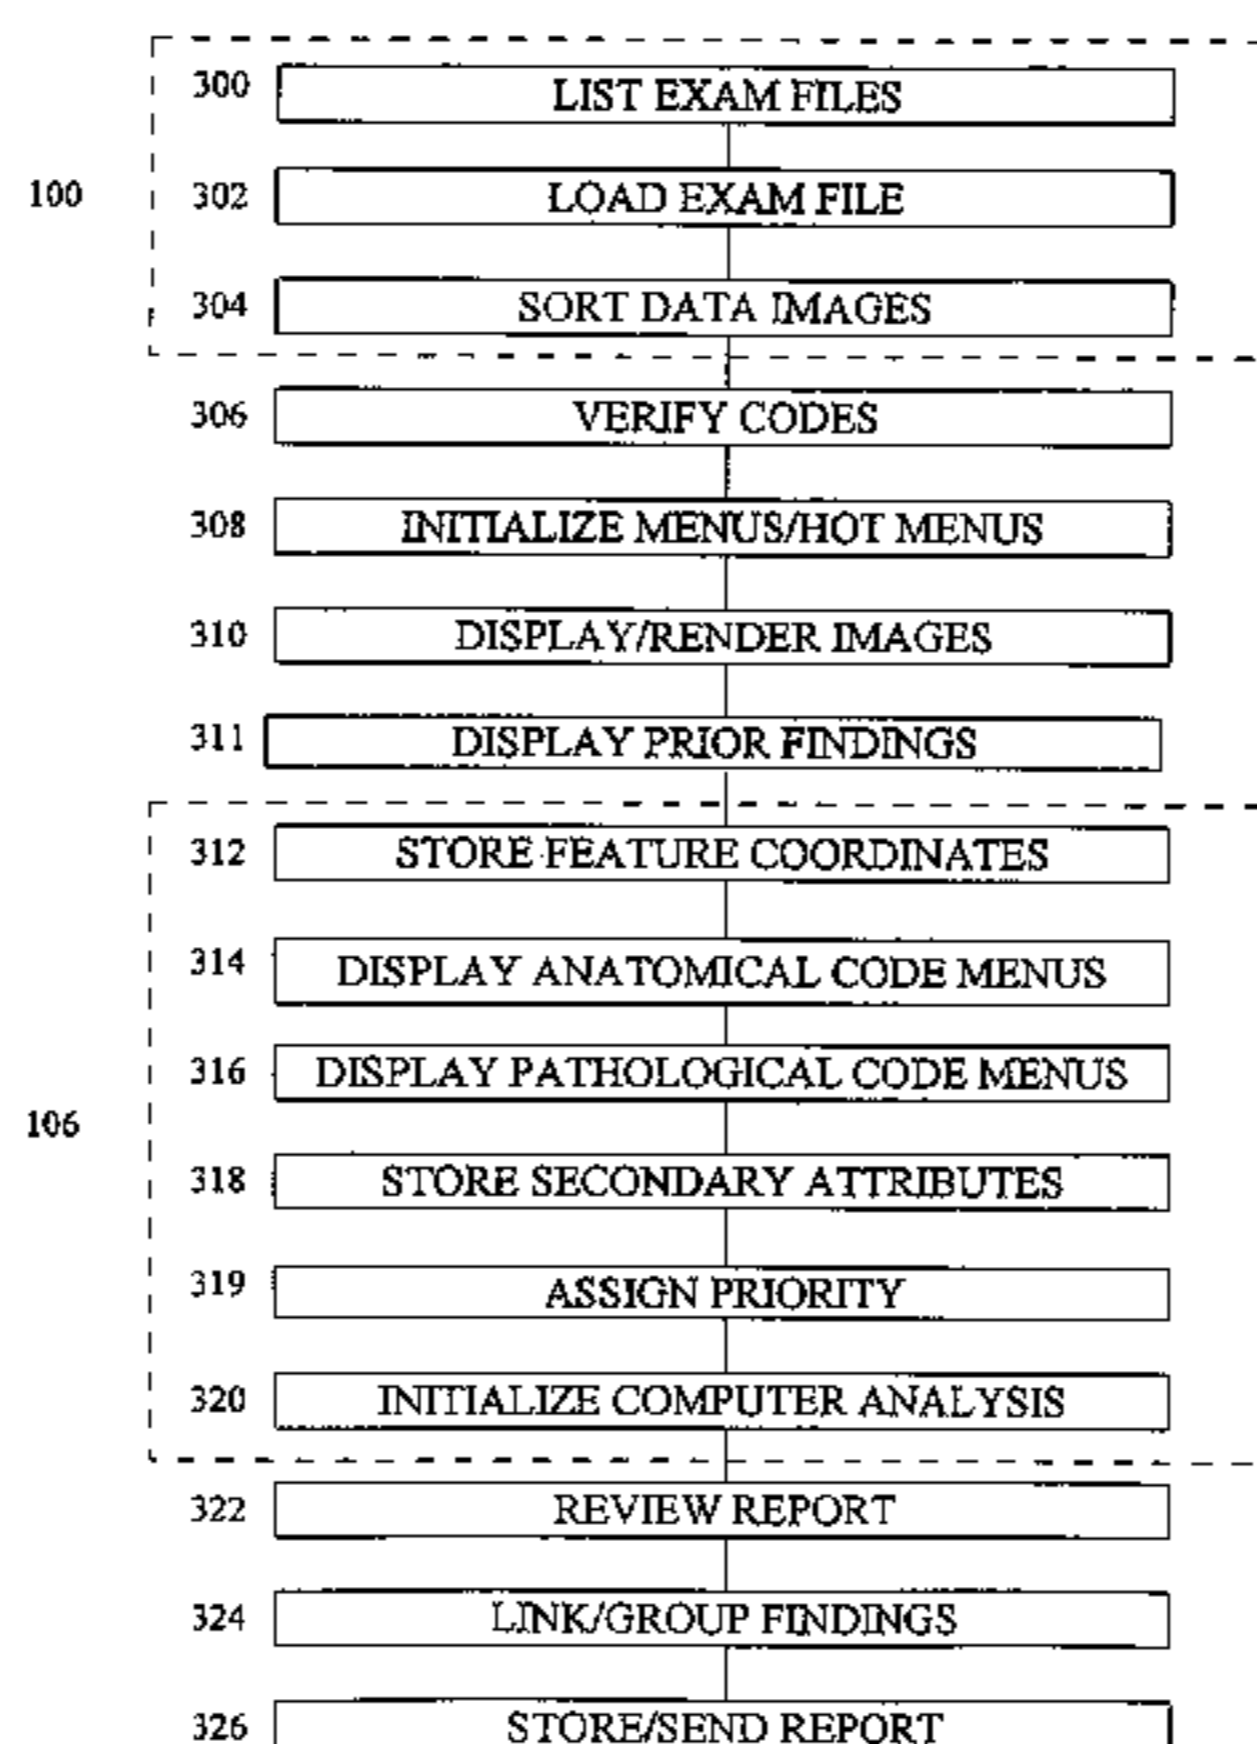 300 LIST EXAM FILES
100 302 LOAD EXAM FILE
304 SORT DATA IMAGES
306 VERIFY CODES
308 INITIALIZE MENUS/HOT MENUS
310 DISPLAY/RENDER IMAGES
311 DISPLAY PRIOR FINDINGS
312 STORE FEATURE COORDINATES
314 DISPLAY ANATOMICAL CODE MENUS
316 DISPLAY PATHOLOGICAL CODE MENUS
106
318 STORE SECONDARY ATTRIBUTES
319 ASSIGN PRIORITY
320 INITIALIZE COMPUTER ANALYSIS
322 REVIEW REPORT
324 LINK/GROUP FINDINGS
326 STORE/SEND REPORT